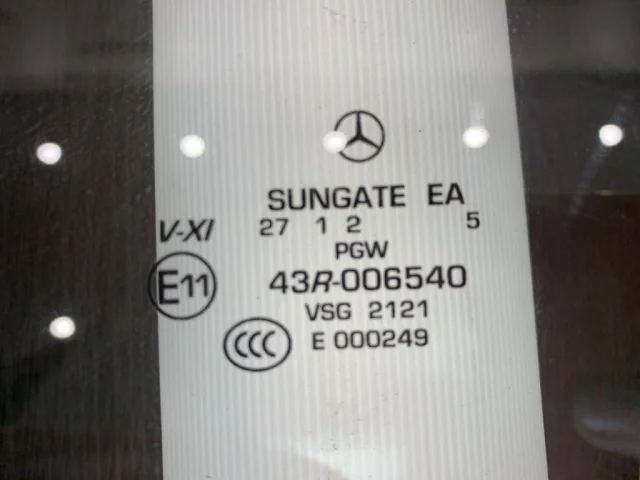 SUNGATE EA
V-XI 27 1 2 5
PGW
E11 43R-006540
VSG 2121
CCC E 000249